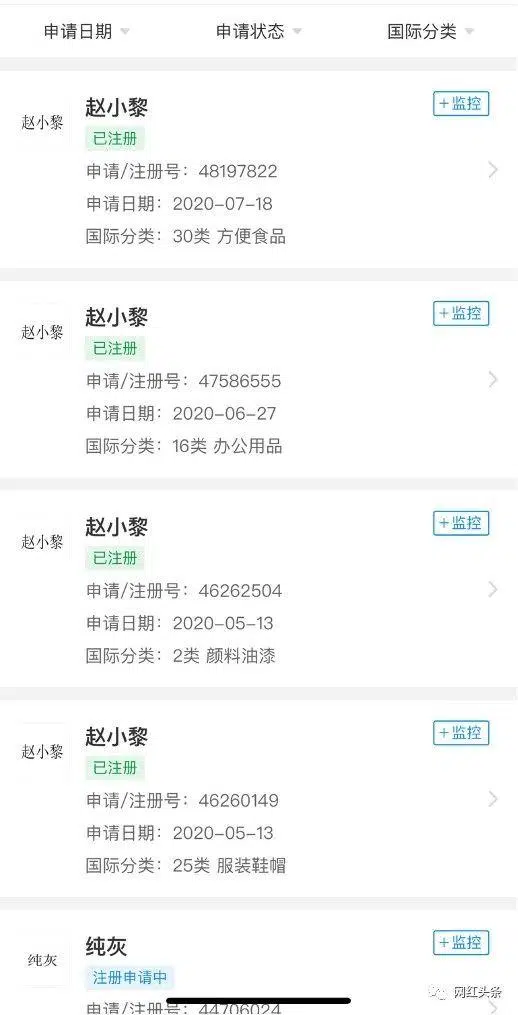 申请日期 申请状态 国际分类
赵小黎
赵小黎
+监控
已注册
申请/注册号：48197822
申请日期：2020-07-18
国际分类：30类 方便食品
赵小黎
赵小黎
+监控
已注册
申请/注册号：47586555
申请日期：2020-06-27
国际分类：16类 办公用品
赵小黎
赵小黎
+监控
已注册
申请/注册号：46262504
申请日期：2020-05-13
国际分类：2类 颜料油漆
赵小黎
赵小黎
+监控
已注册
申请/注册号：46260149
申请日期：2020-05-13
国际分类：25类 服装鞋帽
纯灰
纯灰
+监控
注册申请中
网红头条
申请/注册号：44706024